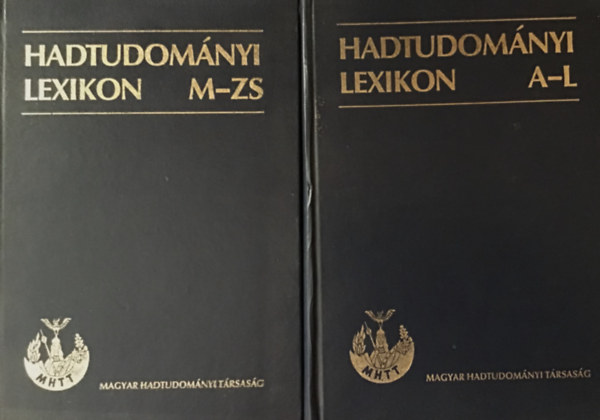 HADTUDOMÁNYI
LEXIKON M–ZS
MHTT
MAGYAR HADTUDOMÁNYI TÁRSASÁG
HADTUDOMÁNYI
LEXIKON A–L
MHTT
MAGYAR HADTUDOMÁNYI TÁRSASÁG